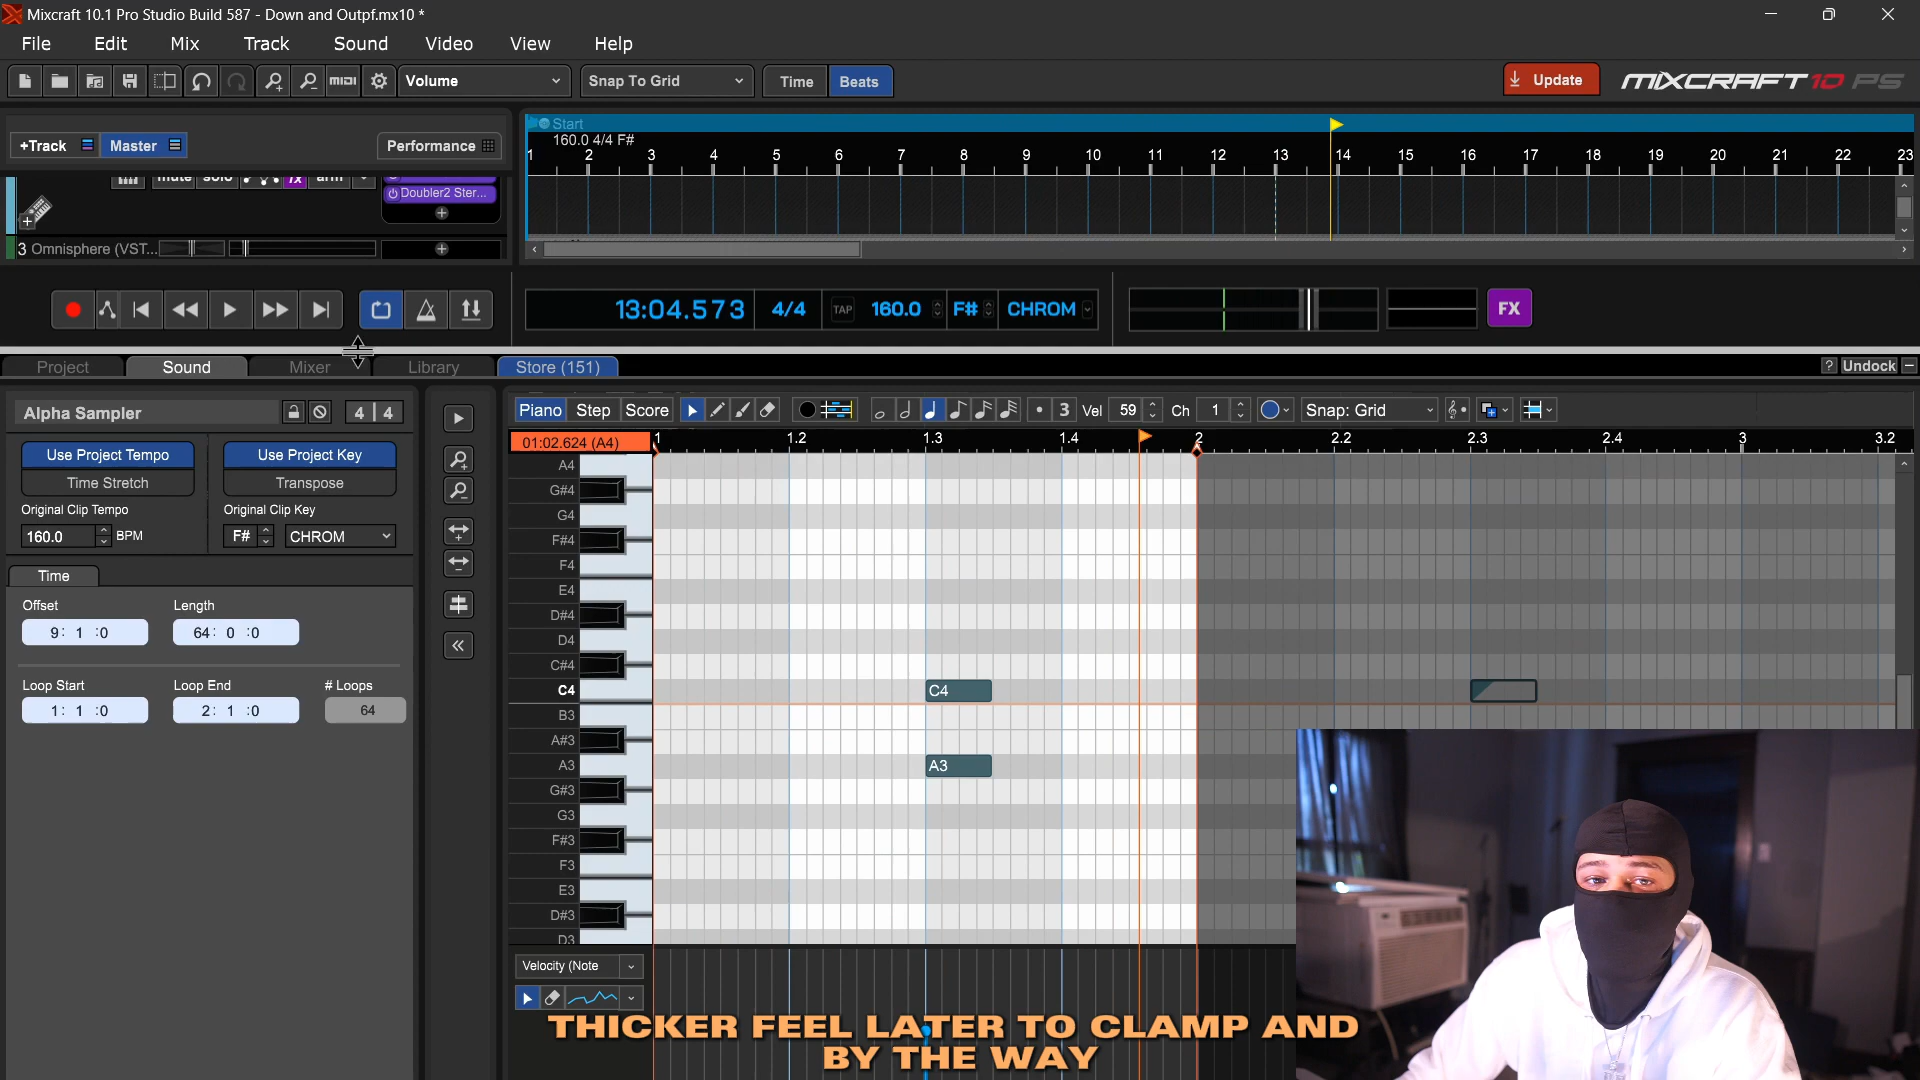 Mixcraft 10.1 Pro Studio Build 587 - Down and Outpf.mx10 *
File Edit Mix Track Sound Video View Help
MIDI Volume Snap To Grid Time Beats Update MIXCRAFT 10 PS
+Track Master Performance
Start
160.0 4/4 F#
1 2 3 4 5 6 7 8 9 10 11 12 13 14 15 16 17 18 19 20 21 22 23
mute solo fx arm
Doubler2 Ster...
3 Omnisphere (VST...
13:04.573 4/4 TAP 160.0 F# CHROM FX
Project Sound Mixer Library Store (151) ? Undock
Alpha Sampler 4 | 4
Piano Step Score 3 Vel 59 Ch 1 Snap: Grid
01:02.624 (A4) 1 1.2 1.3 1.4 2 2.2 2.3 2.4 3 3.2
Use Project Tempo Use Project Key
Time Stretch Transpose
Original Clip Tempo Original Clip Key
160.0 BPM F# CHROM
Time
Offset Length
9: 1 :0 64: 0 :0
Loop Start Loop End # Loops
1: 1 :0 2: 1 :0 64
A4
G#4
G4
F#4
F4
E4
D#4
D4
C#4
C4 C4
B3
A#3
A3 A3
G#3
G3
F#3
F3
E3
D#3
D3
Velocity (Note
THICKER FEEL LATER TO CLAMP AND
BY THE WAY